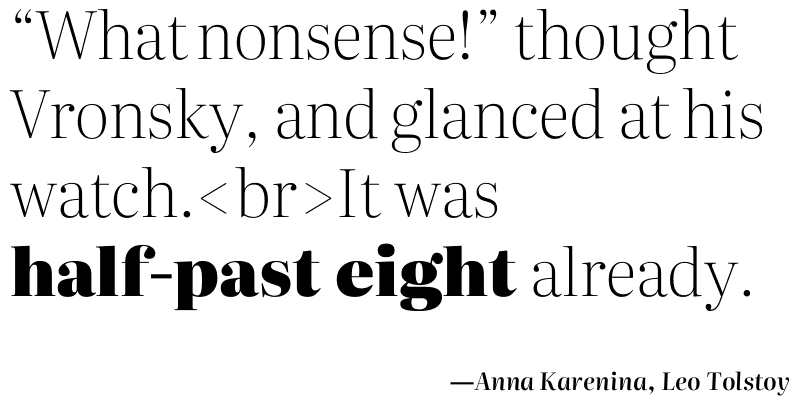 “What nonsense!” thought
Vronsky, and glanced at his
watch.<br>It was
half-past eight already.
—Anna Karenina, Leo Tolstoy